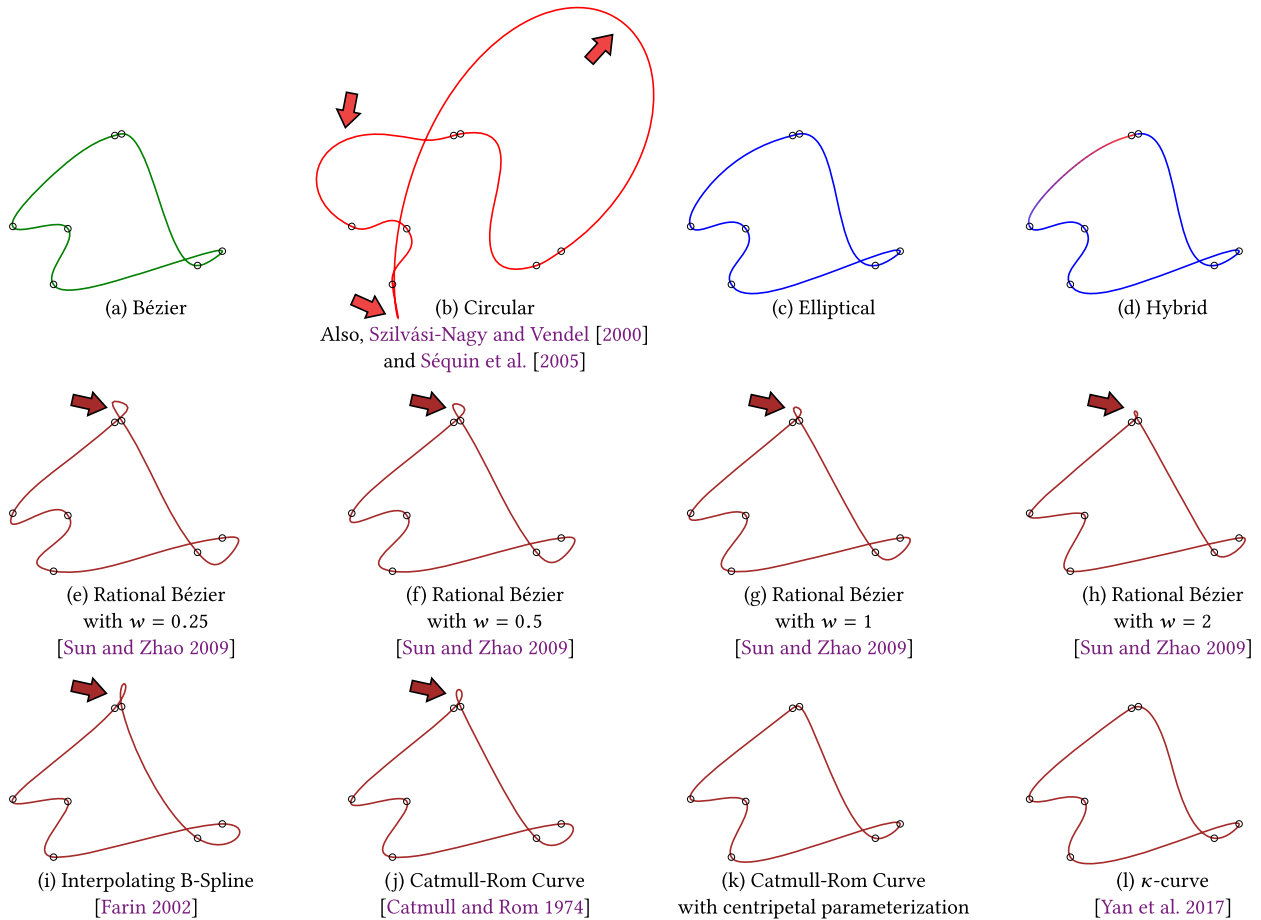 (a) Bézier
(b) Circular
Also, Szilvási-Nagy and Vendel [2000]
and Séquin et al. [2005]
(c) Elliptical
(d) Hybrid
(e) Rational Bézier
with w = 0.25
[Sun and Zhao 2009]
(f) Rational Bézier
with w = 0.5
[Sun and Zhao 2009]
(g) Rational Bézier
with w = 1
[Sun and Zhao 2009]
(h) Rational Bézier
with w = 2
[Sun and Zhao 2009]
(i) Interpolating B-Spline
[Farin 2002]
(j) Catmull-Rom Curve
[Catmull and Rom 1974]
(k) Catmull-Rom Curve
with centripetal parameterization
(l) κ-curve
[Yan et al. 2017]